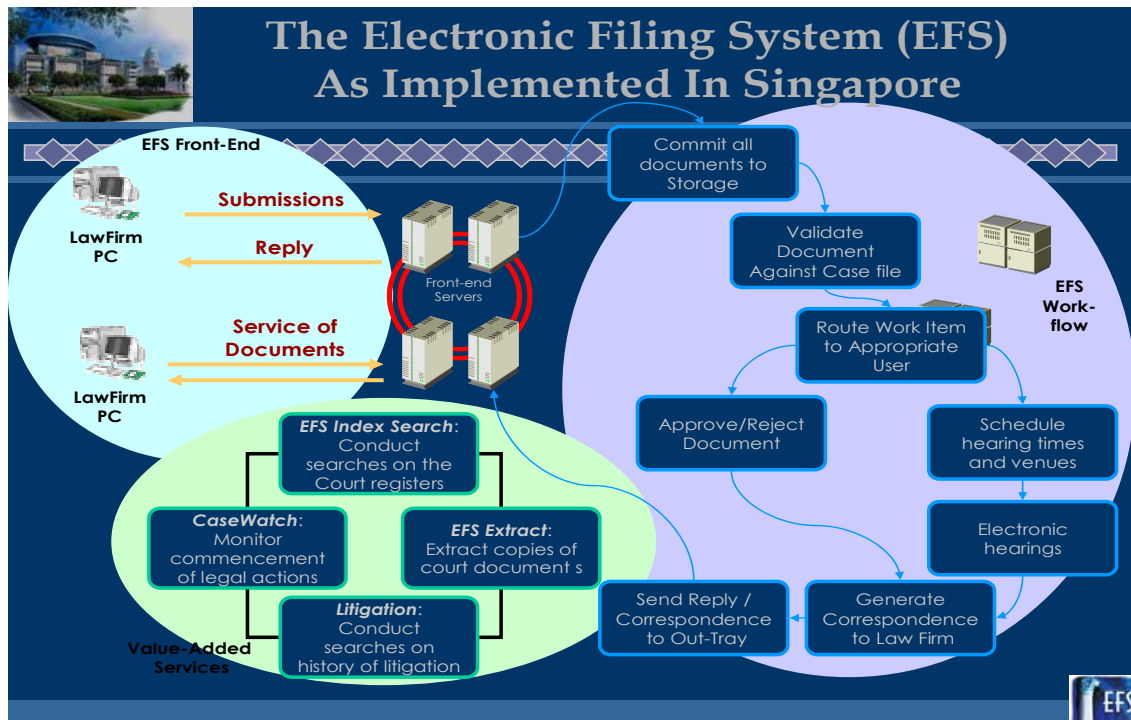 The Electronic Filing System (EFS)
As Implemented In Singapore
EFS Front-End
LawFirm
PC
Submissions
Reply
Front-end
Servers
LawFirm
PC
Service of
Documents
Commit all
documents to
Storage
Validate
Document
Against Case file
EFS
Work-
flow
Route Work Item
to Appropriate
User
Approve/Reject
Document
Schedule
hearing times
and venues
Electronic
hearings
Generate
Correspondence
to Law Firm
Send Reply /
Correspondence
to Out-Tray
EFS Index Search:
Conduct
searches on the
Court registers
CaseWatch:
Monitor
commencement
of legal actions
EFS Extract:
Extract copies of
court document s
Litigation:
Conduct
searches on
history of litigation
Value-Added
Services
EFS